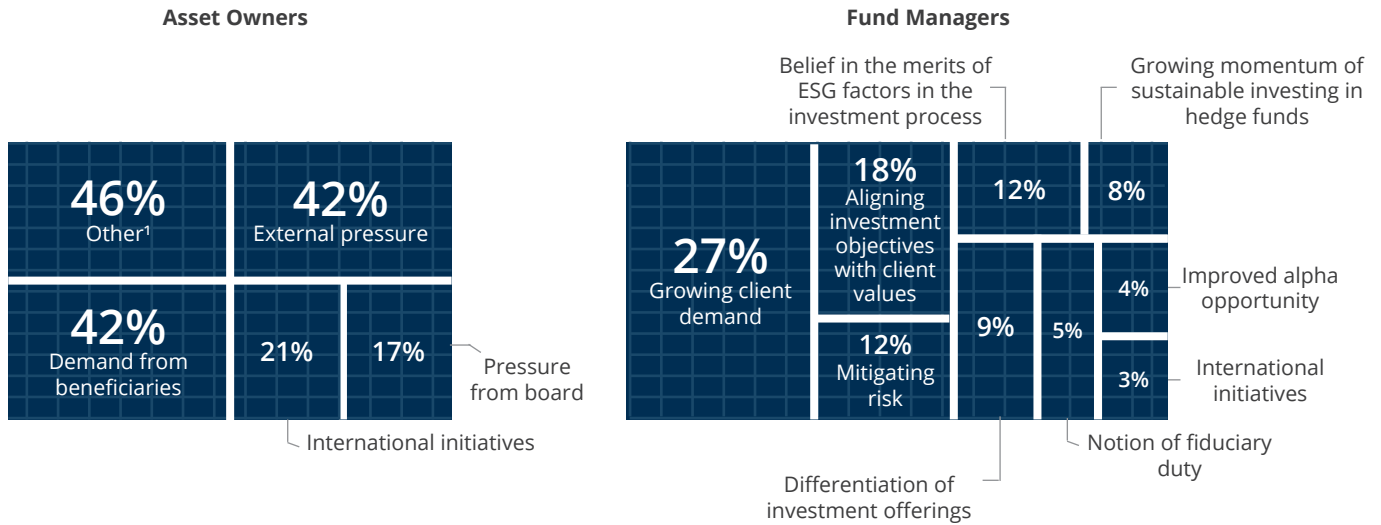 Asset Owners
46%
Other¹
42%
External pressure
42%
Demand from
beneficiaries
21%
17%
Pressure
from board
International initiatives
Fund Managers
Belief in the merits of
ESG factors in the
investment process
Growing momentum of
sustainable investing in
hedge funds
27%
Growing client
demand
18%
Aligning
investment
objectives
with client
values
12%
Mitigating
risk
12%
8%
9%
5%
4%
Improved alpha
opportunity
3%
International
initiatives
Notion of fiduciary
duty
Differentiation of
investment offerings